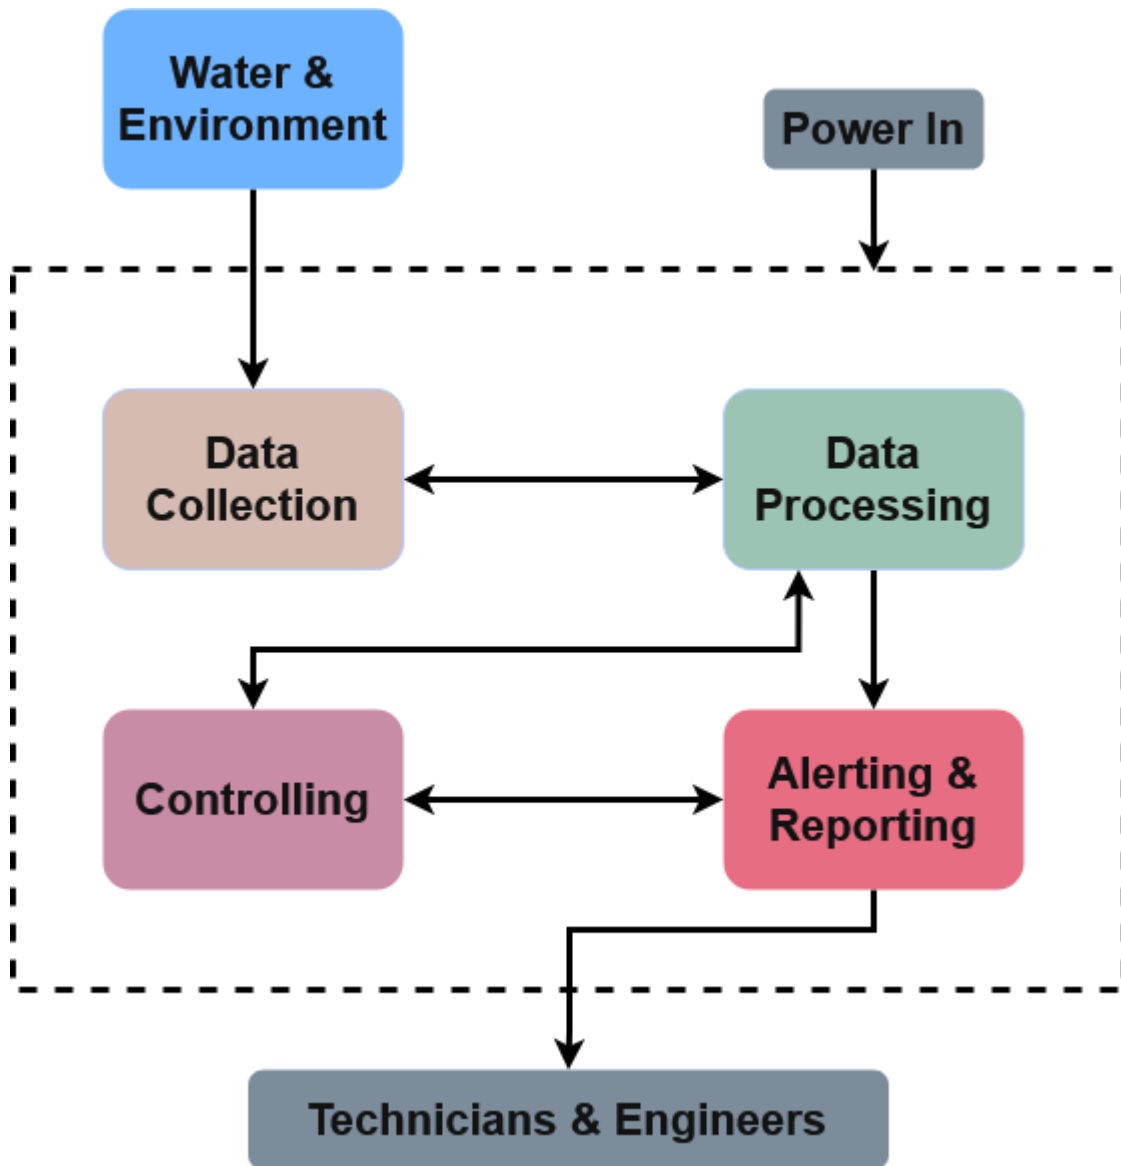 Water &
Environment
Power In
Data
Collection
Data
Processing
Controlling
Alerting &
Reporting
Technicians & Engineers